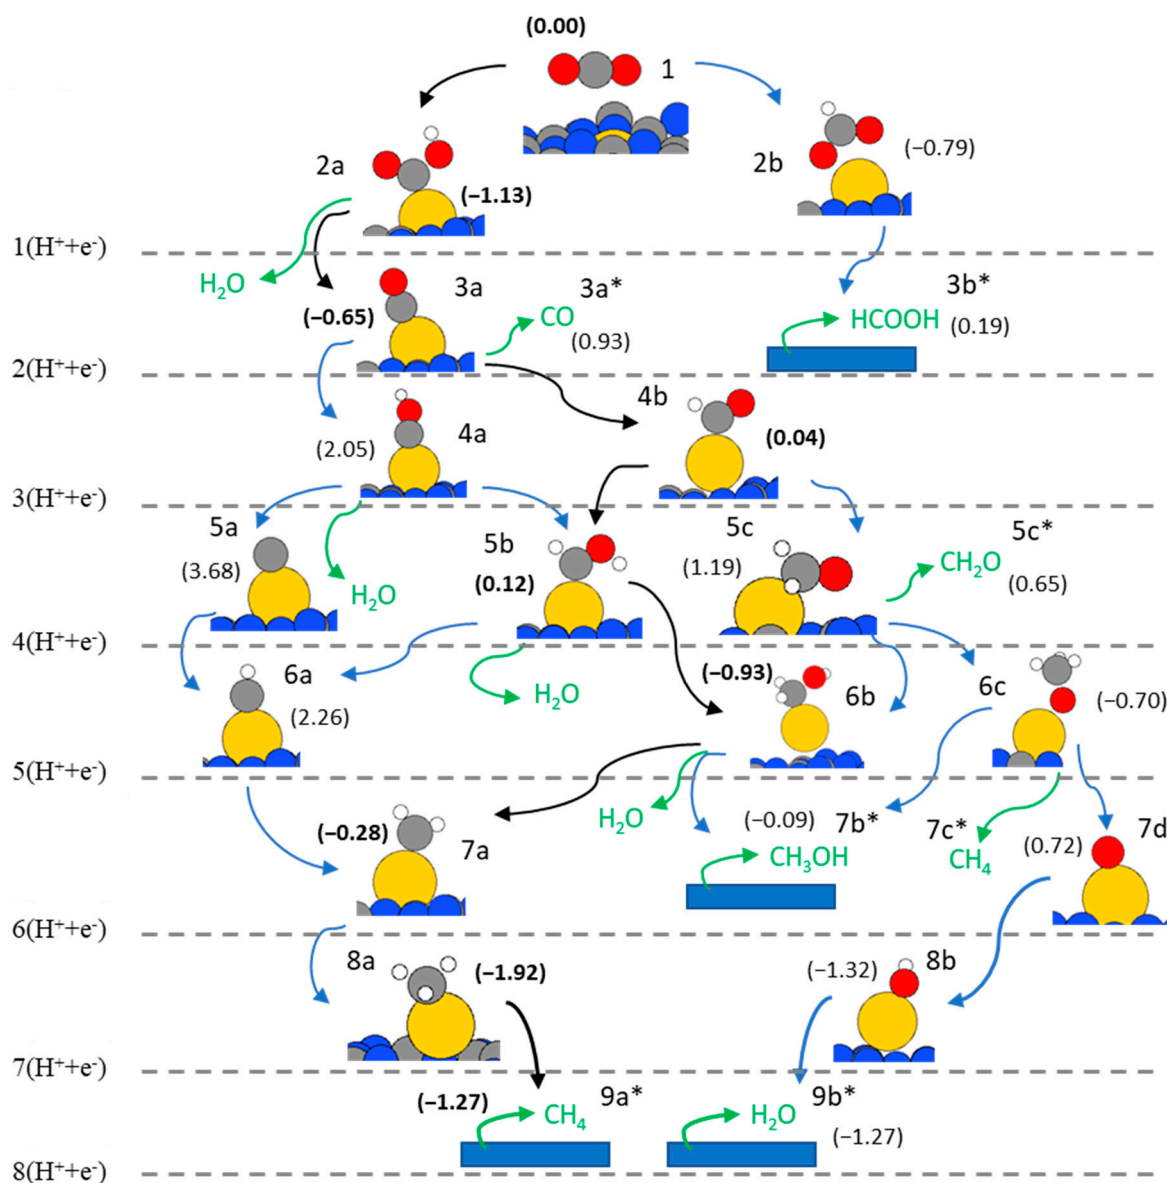 (0.00)
1
2a
(−1.13)
2b
(−0.79)
1(H⁺+e⁻)
H₂O
3a
(−0.65)
3a*
CO
(0.93)
3b*
HCOOH
(0.19)
2(H⁺+e⁻)
4a
(2.05)
4b
(0.04)
3(H⁺+e⁻)
5a
(3.68)
H₂O
5b
(0.12)
5c
(1.19)
5c*
CH₂O
(0.65)
4(H⁺+e⁻)
6a
(2.26)
H₂O
(−0.93)
6b
6c
(−0.70)
5(H⁺+e⁻)
(−0.28)
7a
H₂O
(−0.09)
7b*
CH₃OH
7c*
CH₄
7d
(0.72)
6(H⁺+e⁻)
8a
(−1.92)
(−1.32)
8b
7(H⁺+e⁻)
(−1.27)
9a*
CH₄
9b*
H₂O
(−1.27)
8(H⁺+e⁻)